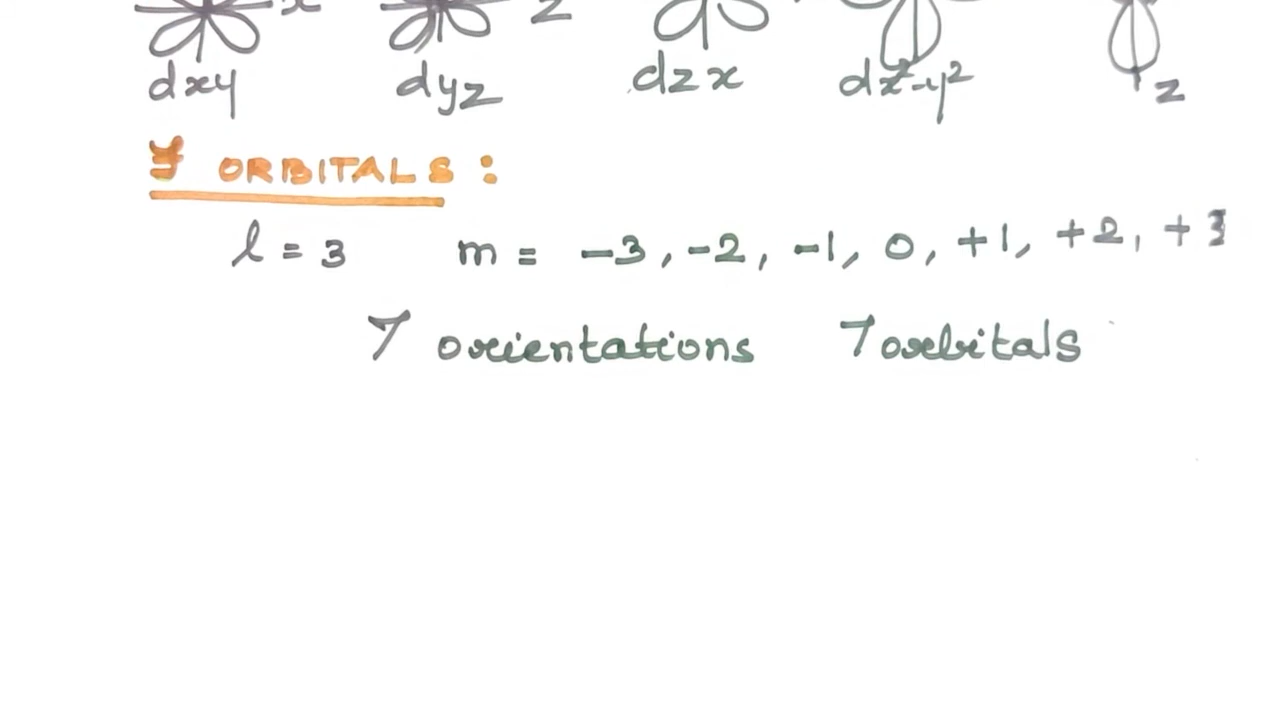 x z
z
dxy dyz dzx dx²-y²
f ORBITALS :
l = 3 m = -3, -2, -1, 0, +1, +2, +3
7 orientations 7 orbitals